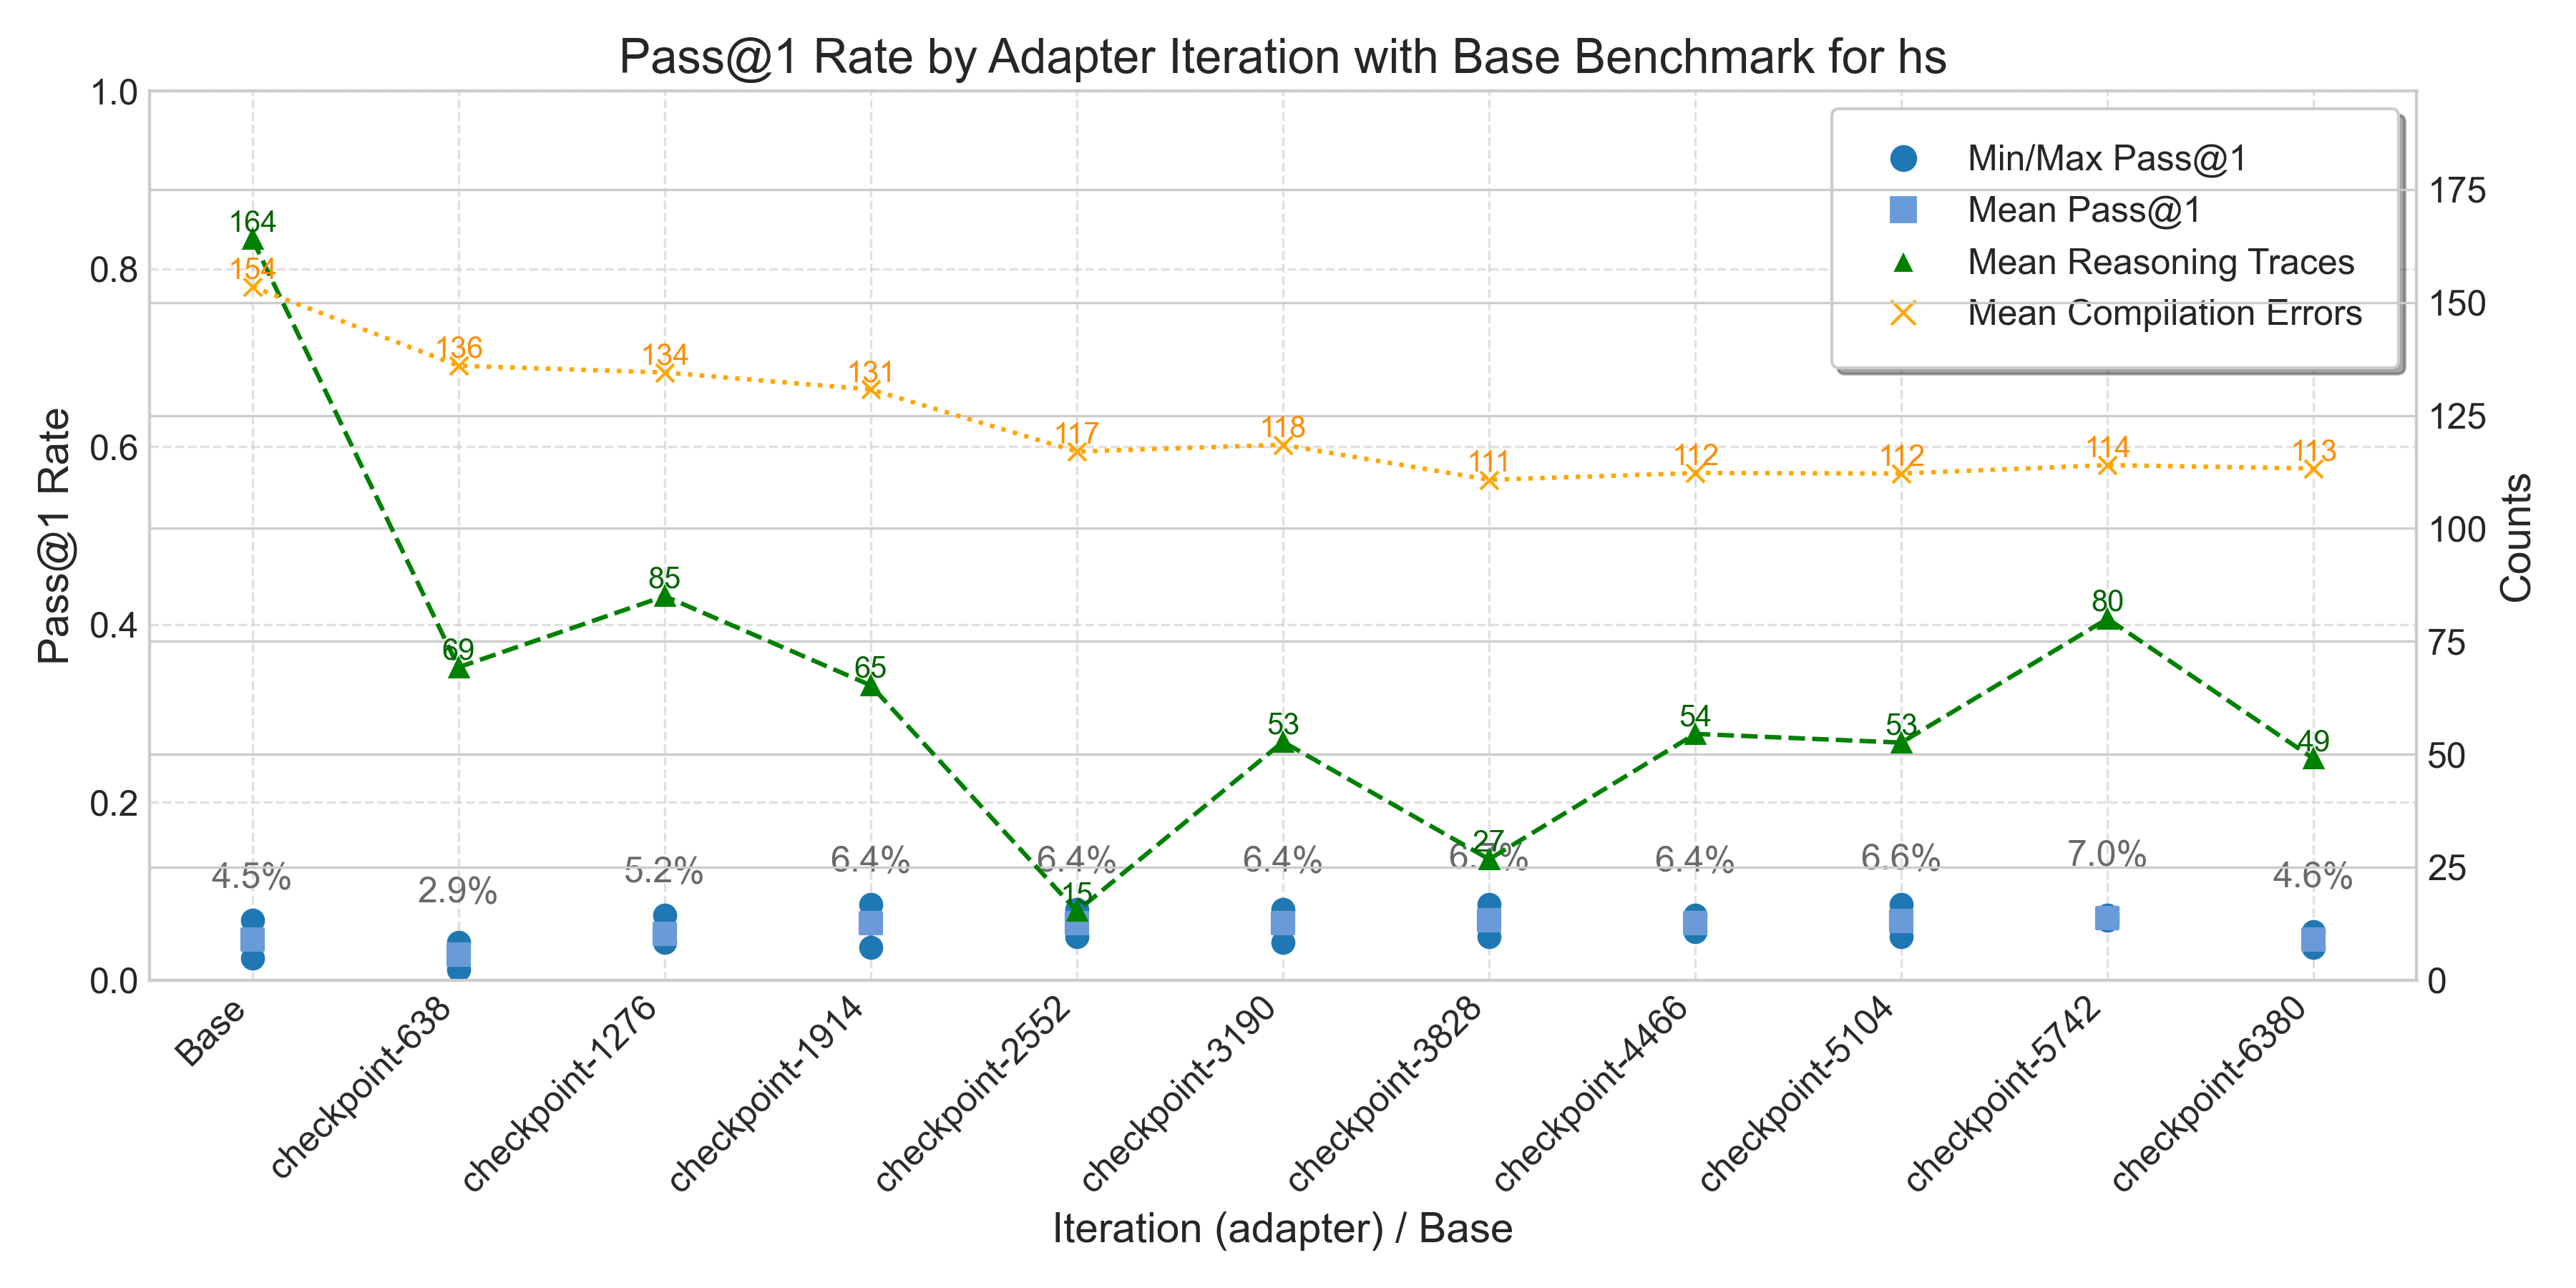 Pass@1 Rate by Adapter Iteration with Base Benchmark for hs
Min/Max Pass@1
Mean Pass@1
Mean Reasoning Traces
Mean Compilation Errors
Pass@1 Rate
1.0
0.8
0.6
0.4
0.2
0.0
Counts
175
150
125
100
75
50
25
0
164
69
85
65
15
53
27
54
53
80
49
154
136
134
131
117
118
111
112
112
114
113
4.5%
2.9%
5.2%
6.4%
6.4%
6.4%
6.4%
6.6%
7.0%
4.6%
Base
checkpoint-638
checkpoint-1276
checkpoint-1914
checkpoint-2552
checkpoint-3190
checkpoint-3828
checkpoint-4466
checkpoint-5104
checkpoint-5742
checkpoint-6380
Iteration (adapter) / Base